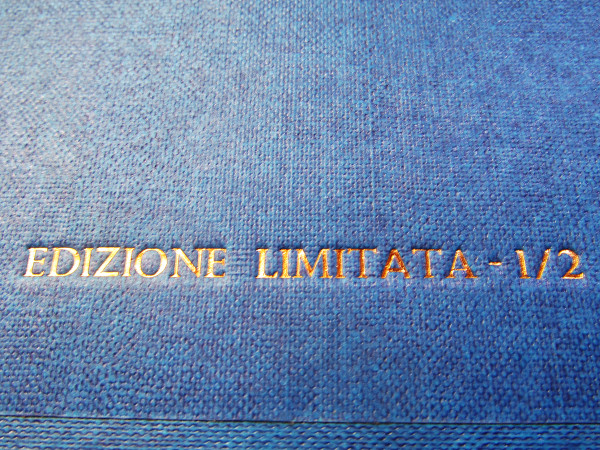 EDIZIONE LIMITATA - 1/2